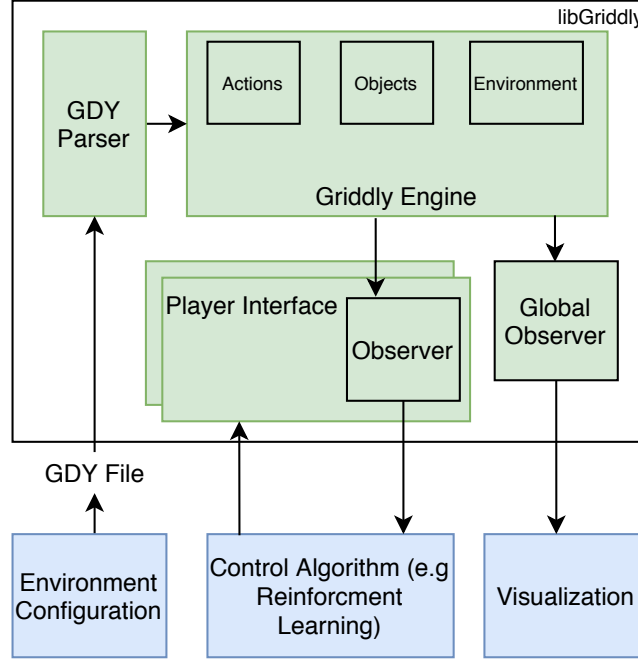 libGriddly
GDY
Parser
Actions
Objects
Environment
Griddly Engine
Player Interface
Observer
Global
Observer
GDY File
Environment
Configuration
Control Algorithm (e.g
Reinforcment
Learning)
Visualization